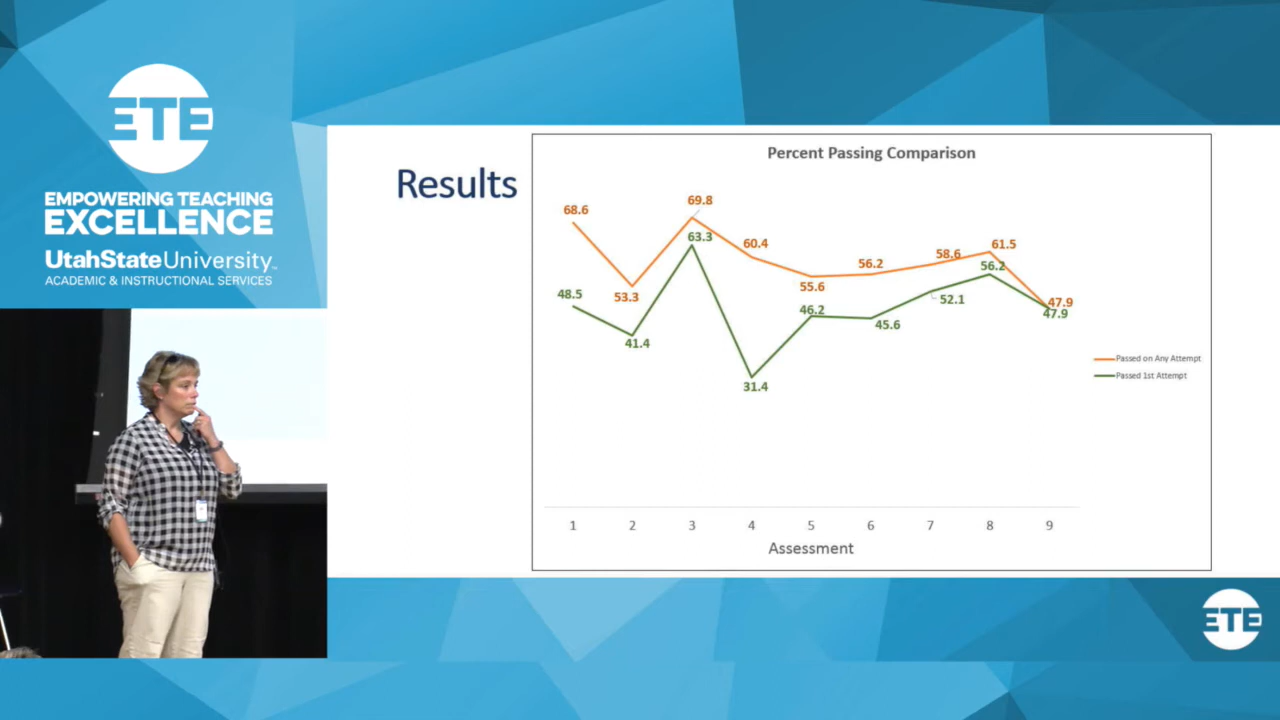 ETE
EMPOWERING TEACHING
EXCELLENCE
UtahStateUniversity
ACADEMIC & INSTRUCTIONAL SERVICES
Results
Percent Passing Comparison
68.6
53.3
69.8
60.4
55.6
56.2
58.6
61.5
47.9
48.5
41.4
63.3
31.4
46.2
45.6
52.1
56.2
47.9
Passed on Any Attempt
Passed 1st Attempt
1 2 3 4 5 6 7 8 9
Assessment
ETE